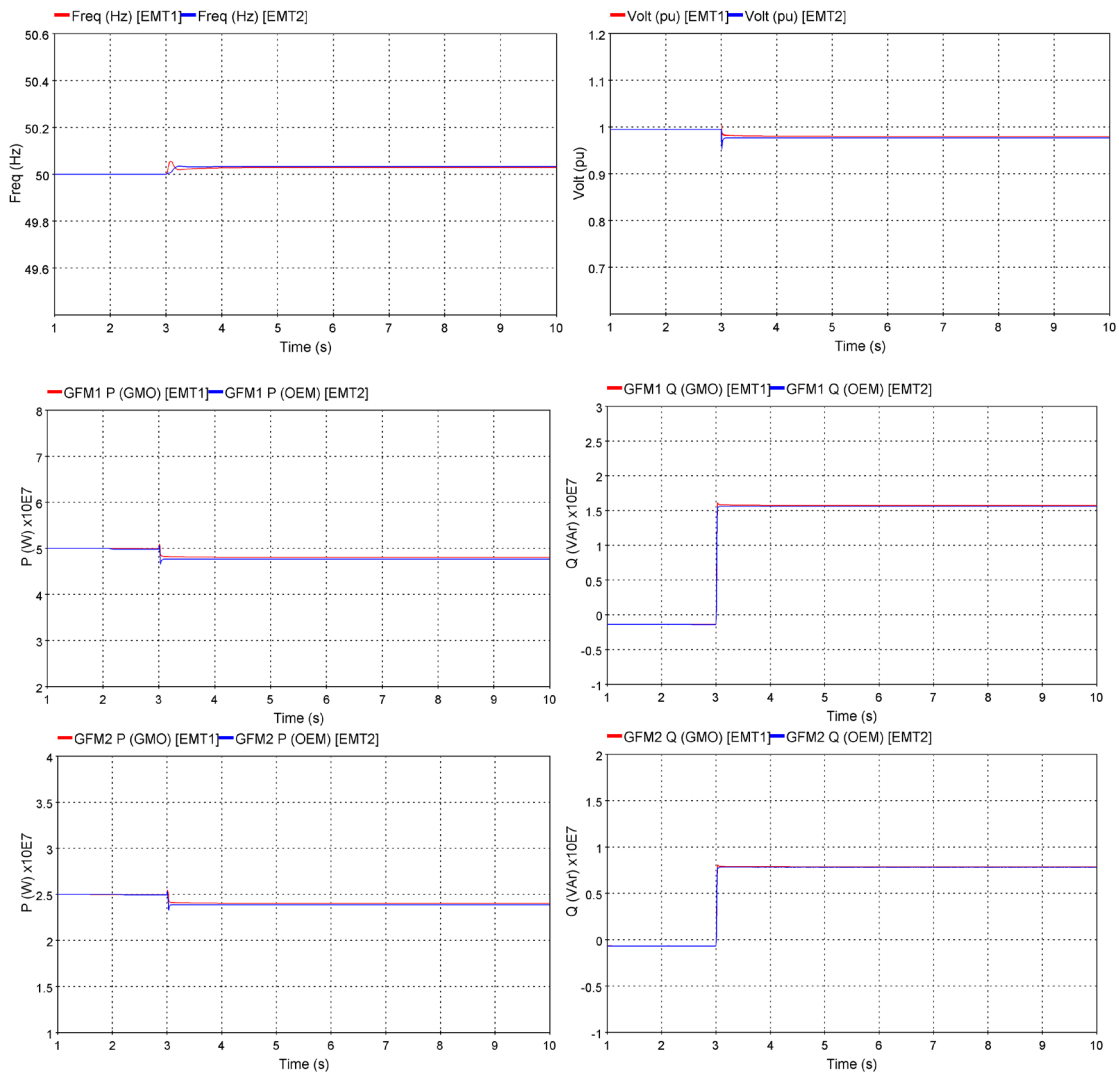 Freq (Hz) [EMT1] Freq (Hz) [EMT2]
50.6
50.4
50.2
50
49.8
49.6
Freq (Hz)
1 2 3 4 5 6 7 8 9 10
Time (s)
Volt (pu) [EMT1] Volt (pu) [EMT2]
1.2
1.1
1
0.9
0.8
0.7
Volt (pu)
1 2 3 4 5 6 7 8 9 10
Time (s)
GFM1 P (GMO) [EMT1] GFM1 P (OEM) [EMT2]
8
7
6
5
4
3
2
P (W) x10E7
1 2 3 4 5 6 7 8 9 10
Time (s)
GFM1 Q (GMO) [EMT1] GFM1 Q (OEM) [EMT2]
3
2.5
2
1.5
1
0.5
0
-0.5
-1
Q (VAr) x10E7
1 2 3 4 5 6 7 8 9 10
Time (s)
GFM2 P (GMO) [EMT1] GFM2 P (OEM) [EMT2]
4
3.5
3
2.5
2
1.5
1
P (W) x10E7
1 2 3 4 5 6 7 8 9 10
Time (s)
GFM2 Q (GMO) [EMT1] GFM2 Q (OEM) [EMT2]
2
1.5
1
0.5
0
-0.5
-1
Q (VAr) x10E7
1 2 3 4 5 6 7 8 9 10
Time (s)